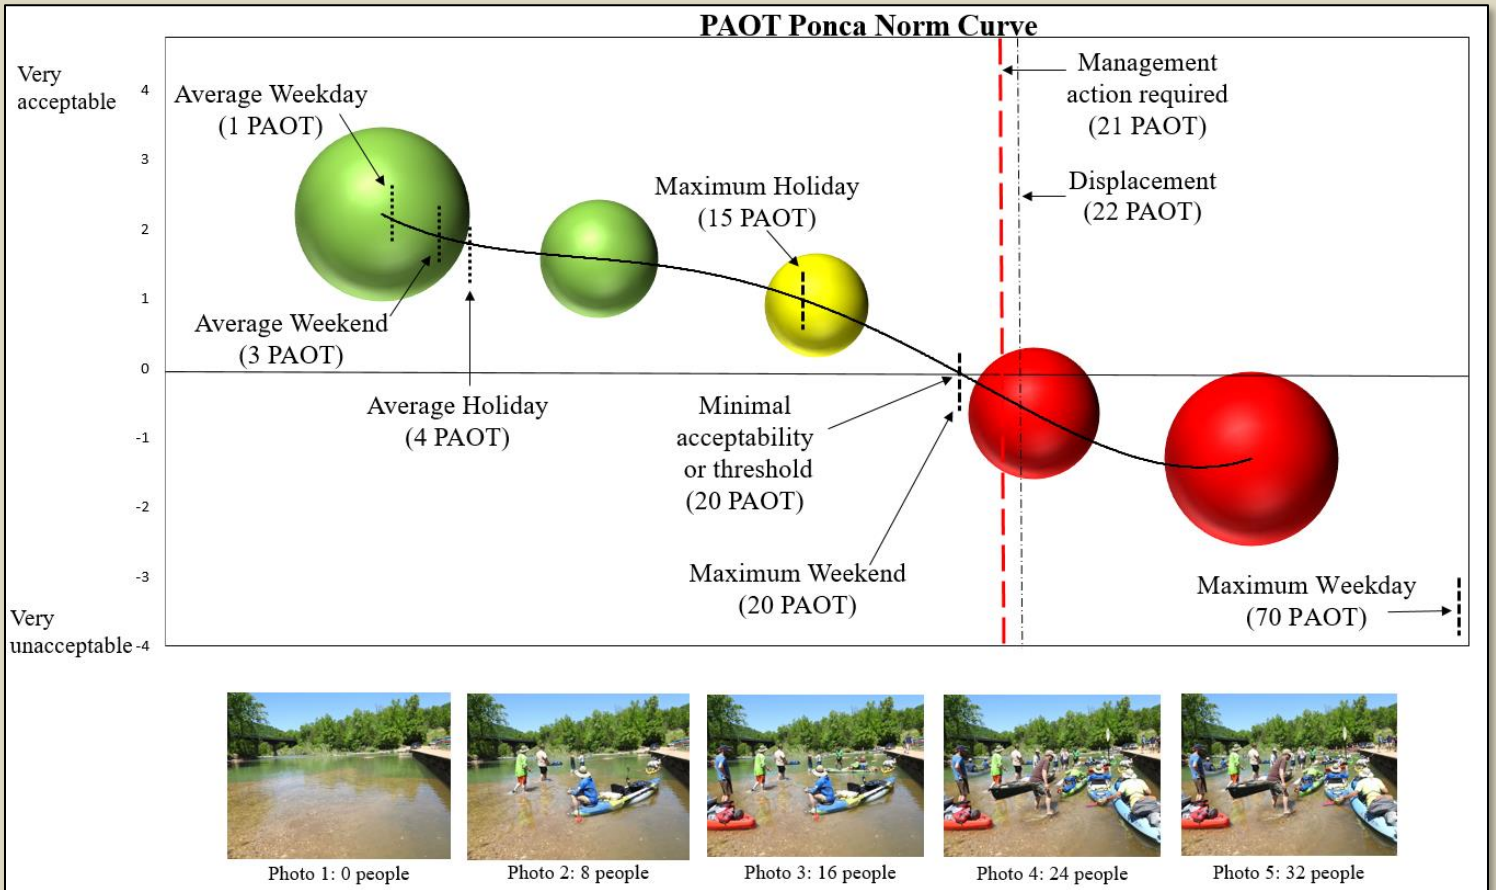 PAOT Ponca Norm Curve
Very
acceptable
4
3
2
1
0
-1
-2
-3
-4
Very
unacceptable
Average Weekday
(1 PAOT)
Average Weekend
(3 PAOT)
Average Holiday
(4 PAOT)
Maximum Holiday
(15 PAOT)
Minimal
acceptability
or threshold
(20 PAOT)
Maximum Weekend
(20 PAOT)
Management
action required
(21 PAOT)
Displacement
(22 PAOT)
Maximum Weekday
(70 PAOT)
Photo 1: 0 people
Photo 2: 8 people
Photo 3: 16 people
Photo 4: 24 people
Photo 5: 32 people